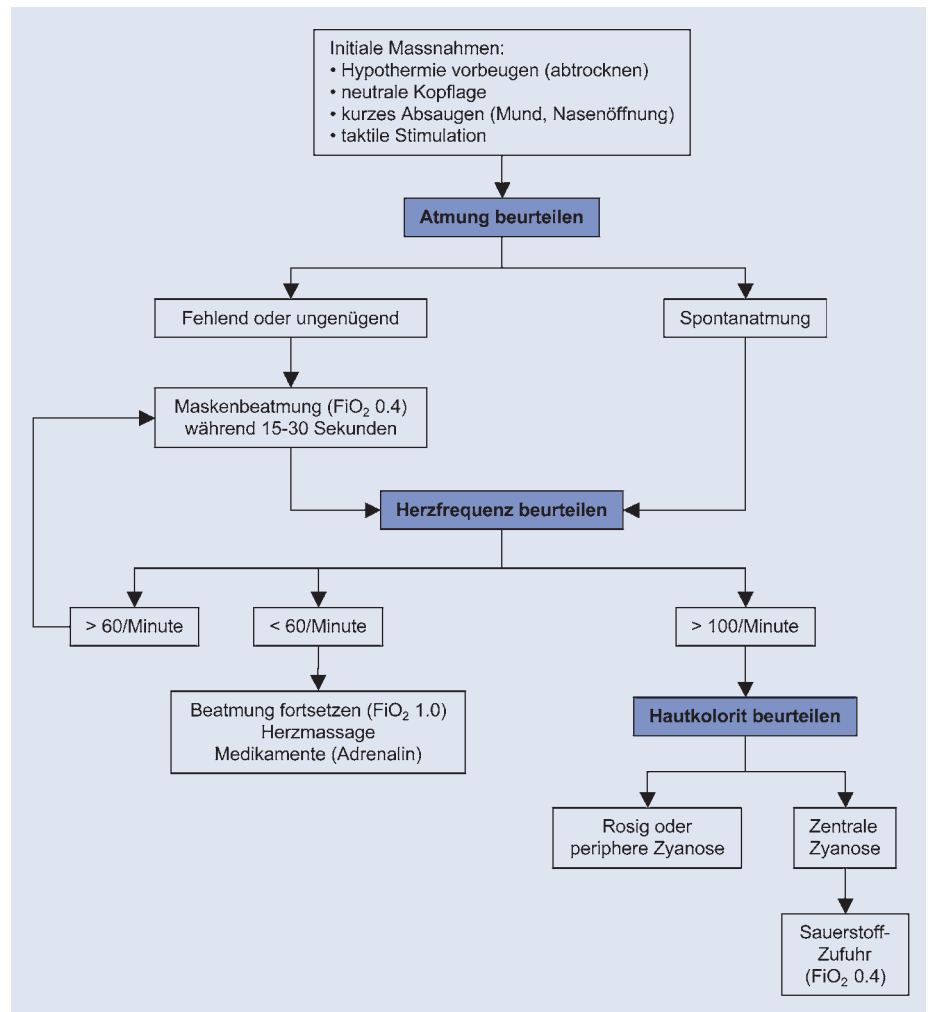 Initiale Massnahmen:
• Hypothermie vorbeugen (abtrocknen)
• neutrale Kopflage
• kurzes Absaugen (Mund, Nasenöffnung)
• taktile Stimulation
Atmung beurteilen
Fehlend oder ungenügend
Spontanatmung
Maskenbeatmung (FiO₂ 0.4)
während 15-30 Sekunden
Herzfrequenz beurteilen
> 60/Minute
< 60/Minute
> 100/Minute
Beatmung fortsetzen (FiO₂ 1.0)
Herzmassage
Medikamente (Adrenalin)
Hautkolorit beurteilen
Rosig oder
periphere Zyanose
Zentrale
Zyanose
Sauerstoff-
Zufuhr
(FiO₂ 0.4)